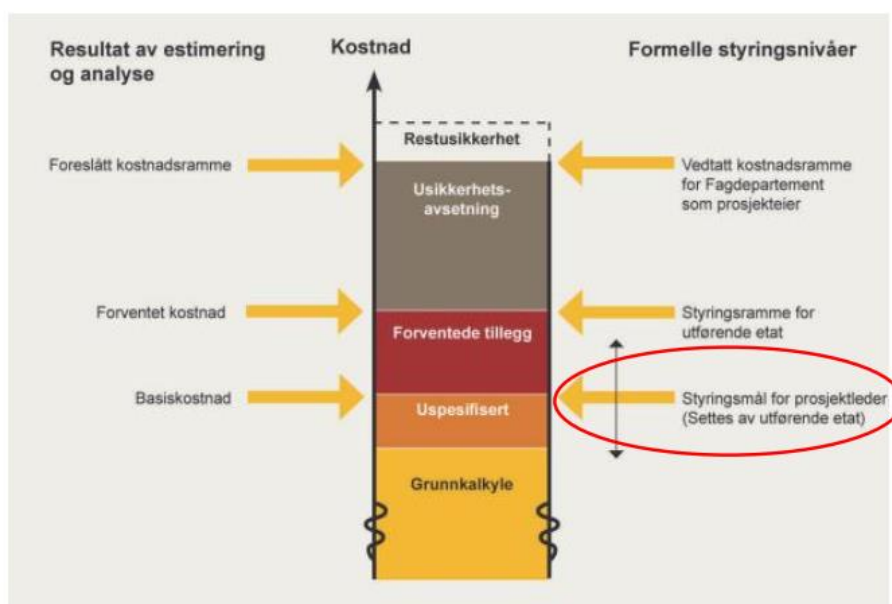 Resultat av estimering
og analyse
Kostnad
Formelle styringsnivåer
Restusikkerhet
Foreslått kostnadsramme
Vedtatt kostnadsramme
for Fagdepartement
som prosjekteier
Usikkerhets-
avsetning
Forventet kostnad
Styringsramme for
utførende etat
Forventede tillegg
Basiskostnad
Styringsmål for prosjektleder
(Settes av utførende etat)
Uspesifisert
Grunnkalkyle